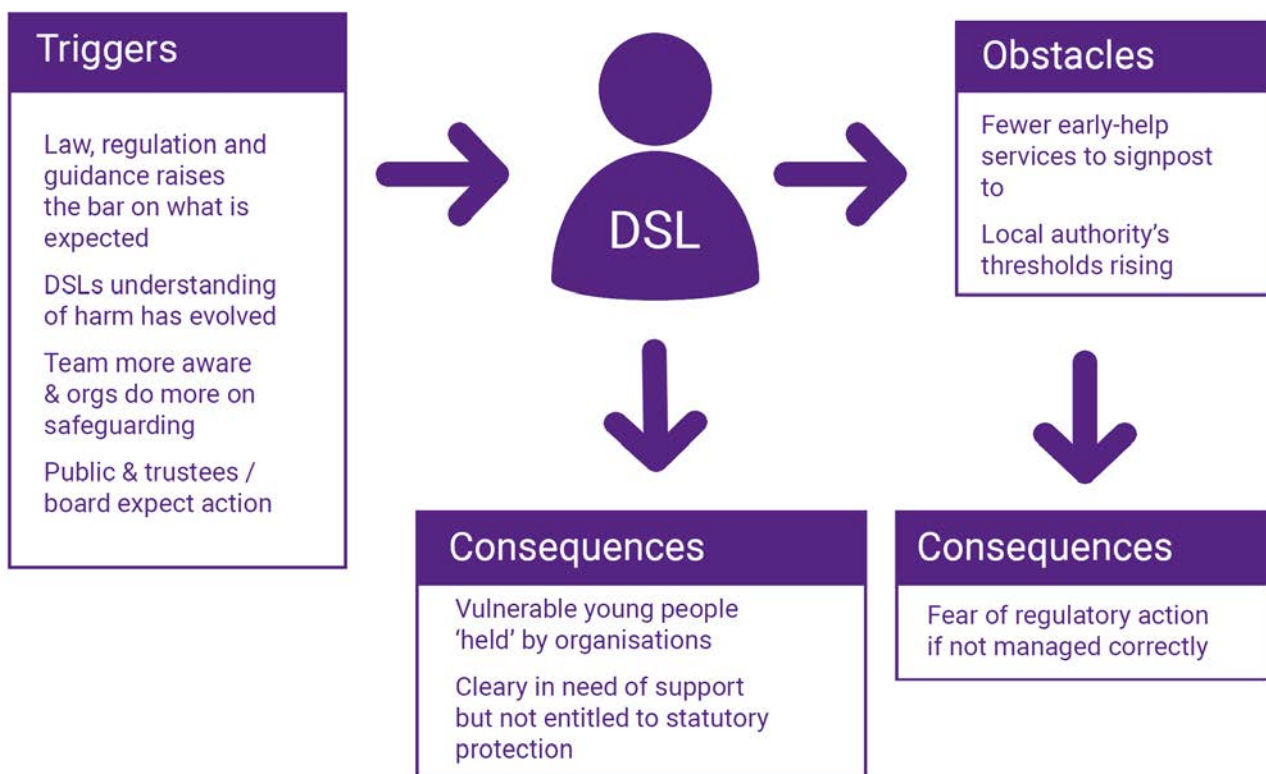 Triggers
Law, regulation and
guidance raises
the bar on what is
expected
DSLs understanding
of harm has evolved
Team more aware
& orgs do more on
safeguarding
Public & trustees /
board expect action
DSL
Obstacles
Fewer early-help
services to signpost
to
Local authority’s
thresholds rising
Consequences
Vulnerable young people
‘held’ by organisations
Cleary in need of support
but not entitled to statutory
protection
Consequences
Fear of regulatory action
if not managed correctly